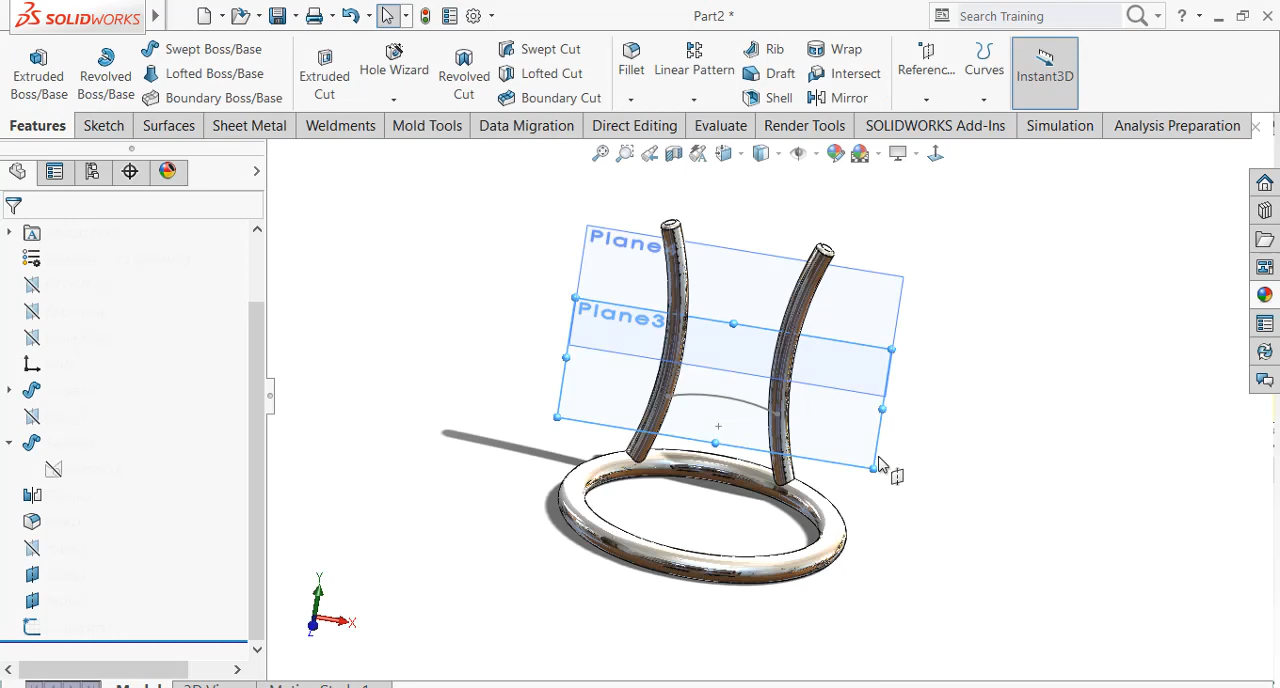 SOLIDWORKS
Part2 *
Search Training
?
Extruded Boss/Base
Revolved Boss/Base
Swept Boss/Base
Lofted Boss/Base
Boundary Boss/Base
Extruded Cut
Hole Wizard
Revolved Cut
Swept Cut
Lofted Cut
Boundary Cut
Fillet
Linear Pattern
Rib
Draft
Shell
Wrap
Intersect
Mirror
Referenc...
Curves
Instant3D
Features
Sketch
Surfaces
Sheet Metal
Weldments
Mold Tools
Data Migration
Direct Editing
Evaluate
Render Tools
SOLIDWORKS Add-Ins
Simulation
Analysis Preparation
A
Plane
Plane3
Y
X
Z